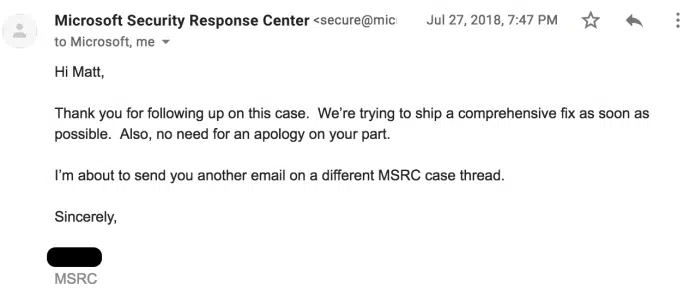 Microsoft Security Response Center <secure@mic Jul 27, 2018, 7:47 PM
to Microsoft, me
Hi Matt,
Thank you for following up on this case. We're trying to ship a comprehensive fix as soon as
possible. Also, no need for an apology on your part.
I'm about to send you another email on a different MSRC case thread.
Sincerely,
MSRC